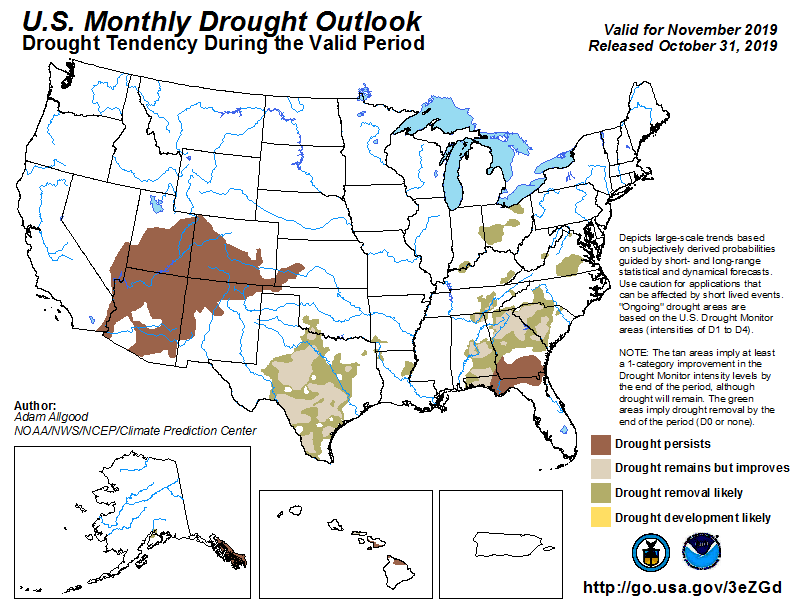 U.S. Monthly Drought Outlook
Drought Tendency During the Valid Period
Valid for November 2019
Released October 31, 2019
Depicts large-scale trends based
on subjectively derived probabilities
guided by short- and long-range
statistical and dynamical forecasts.
Use caution for applications that
can be affected by short lived events.
"Ongoing" drought areas are
based on the U.S. Drought Monitor
areas (intensities of D1 to D4).
NOTE: The tan areas imply at least
a 1-category improvement in the
Drought Monitor intensity levels by
the end of the period, although
drought will remain. The green
areas imply drought removal by the
end of the period (D0 or none).
Author:
Adam Allgood
NOAA/NWS/NCEP/Climate Prediction Center
Drought persists
Drought remains but improves
Drought removal likely
Drought development likely
http://go.usa.gov/3eZGd